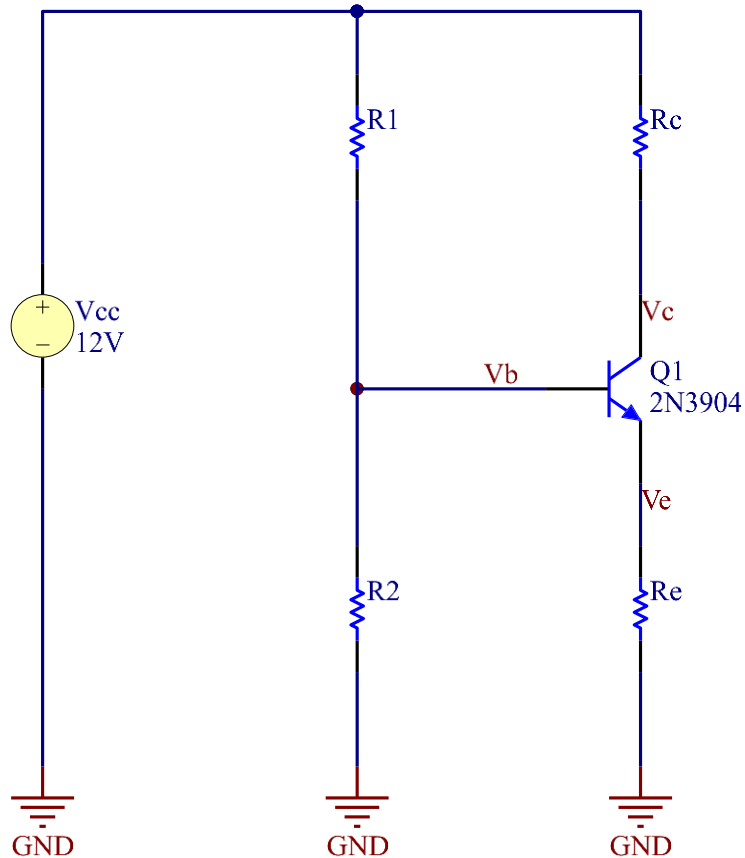 R1
Rc
+
Vcc
12V
−
Vc
Vb
Q1
2N3904
Ve
R2
Re
GND
GND
GND